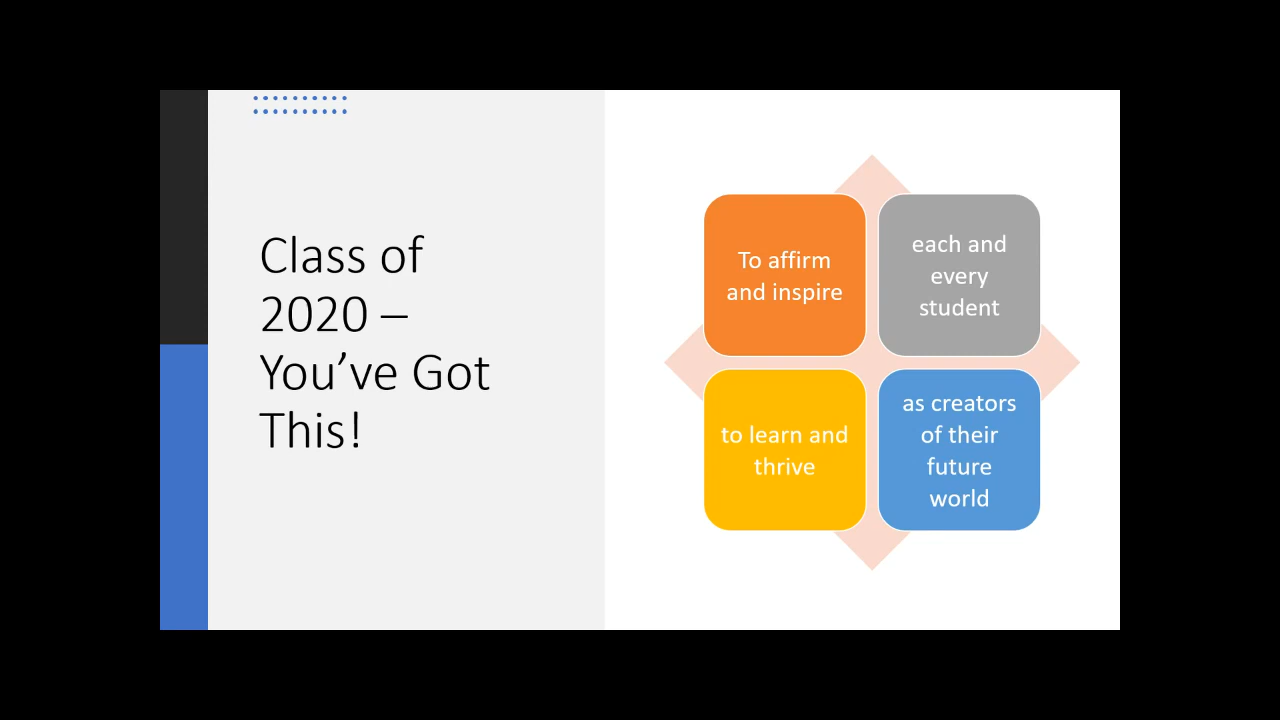 Class of
2020 –
You’ve Got
This!
To affirm
and inspire
each and
every
student
to learn and
thrive
as creators
of their
future
world